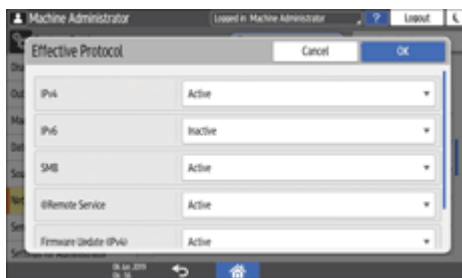 Machine Administrator
Logged in Machine Administrator
?
Logout
Effective Protocol
Cancel
OK
IPv4
Active
IPv6
Inactive
SMB
Active
@Remote Service
Active
Firmware Update (IPv4)
Active